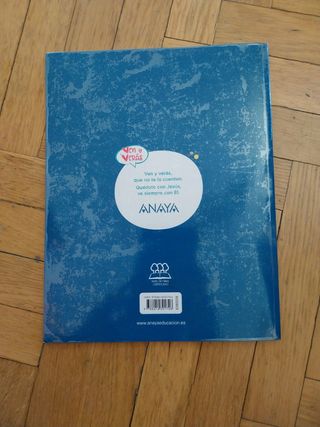 Ven y
verás
Ven y verás,
que no te lo cuenten.
Quédate con Jesús,
ve siempre con Él.
ANAYA
www.anayaeducacion.es